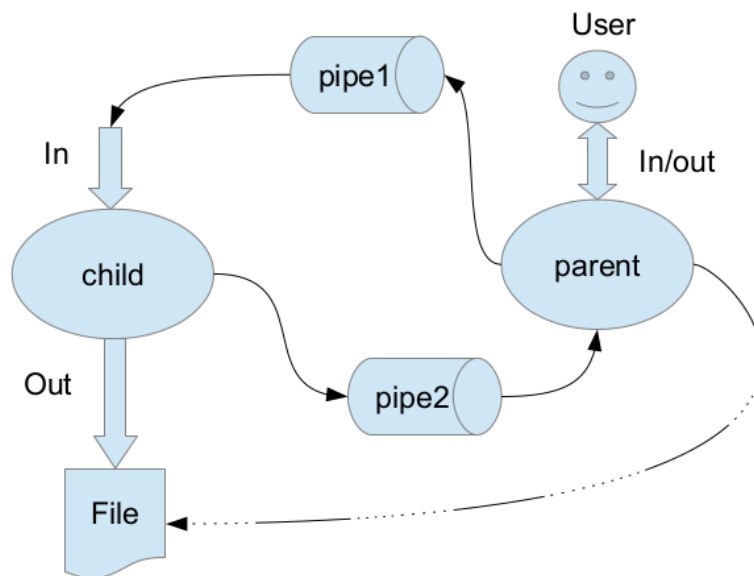 User
pipe1
In
In/out
child
parent
Out
pipe2
File